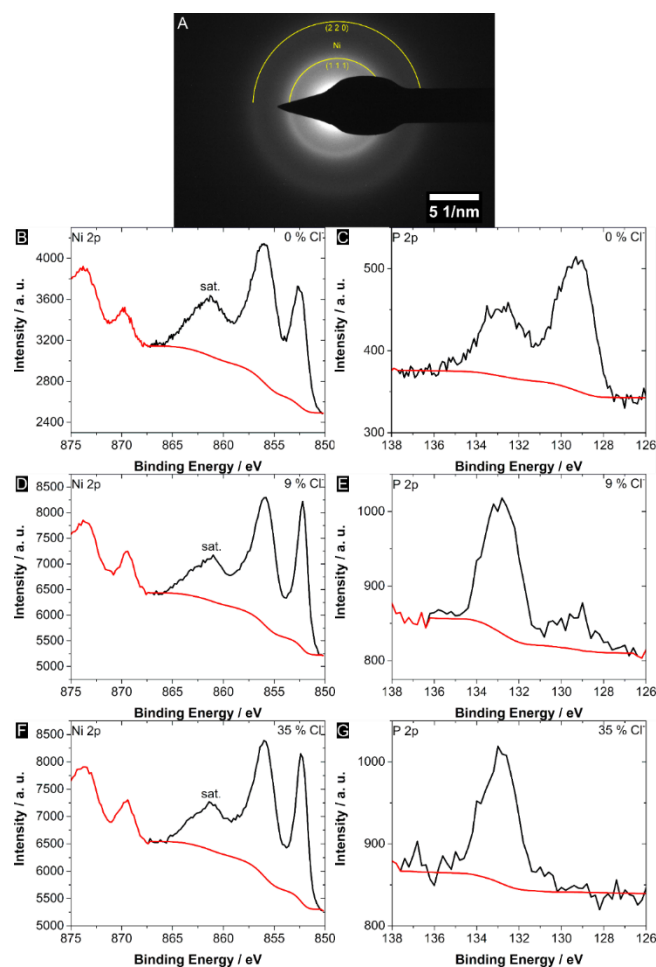 A
(2 2 0)
Ni
(1 1 1)
5 1/nm
B Ni 2p 0 % Cl⁻
sat.
4000
3600
3200
2800
2400
875 870 865 860 855 850
Intensity / a. u.
Binding Energy / eV
C P 2p 0 % Cl⁻
500
400
300
138 136 134 132 130 128 126
Intensity / a. u.
Binding Energy / eV
D Ni 2p 9 % Cl⁻
sat.
8500
8000
7500
7000
6500
6000
5500
5000
875 870 865 860 855 850
Intensity / a. u.
Binding Energy / eV
E P 2p 9 % Cl⁻
1000
900
800
138 136 134 132 130 128 126
Intensity / a. u.
Binding Energy / eV
F Ni 2p 35 % Cl⁻
sat.
8000
7000
6000
5000
875 870 865 860 855 850
Intensity / a. u.
Binding Energy / eV
G P 2p 35 % Cl⁻
1000
900
800
138 136 134 132 130 128 126
Intensity / a. u.
Binding Energy / eV